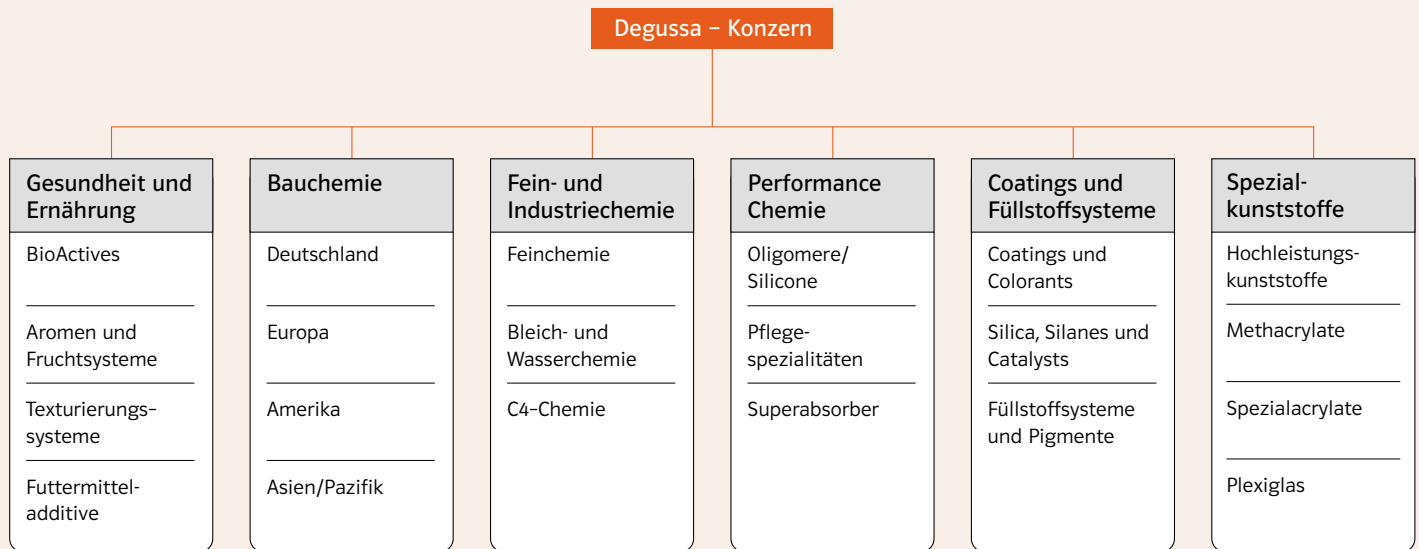 Degussa – Konzern
Gesundheit und
Ernährung
BioActives
Aromen und
Fruchtsysteme
Texturierungs-
systeme
Futtermittel-
additive
Bauchemie
Deutschland
Europa
Amerika
Asien/Pazifik
Fein- und
Industriechemie
Feinchemie
Bleich- und
Wasserchemie
C4-Chemie
Performance
Chemie
Oligomere/
Silicone
Pflege-
spezialitäten
Superabsorber
Coatings und
Füllstoffsysteme
Coatings und
Colorants
Silica, Silanes und
Catalysts
Füllstoffsysteme
und Pigmente
Spezial-
kunststoffe
Hochleistungs-
kunststoffe
Methacrylate
Spezialacrylate
Plexiglas